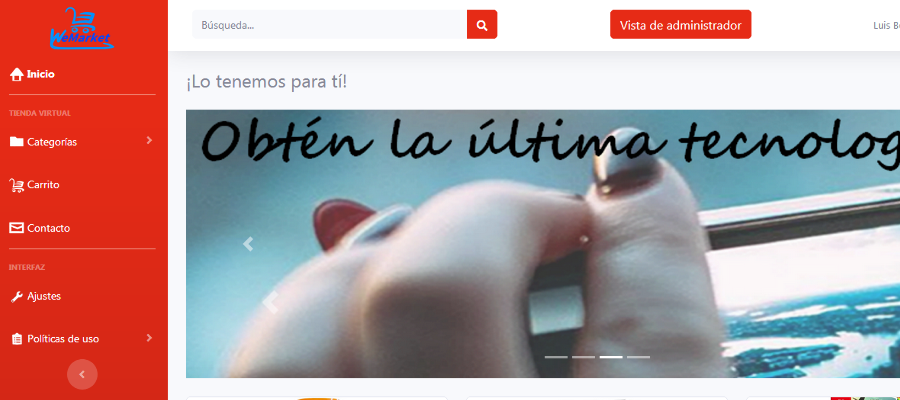 WeMarket
Inicio
TIENDA VIRTUAL
Categorías
Carrito
Contacto
INTERFAZ
Ajustes
Políticas de uso
Búsqueda...
Vista de administrador
Luis
¡Lo tenemos para tí!
Obtén la última tecnolog